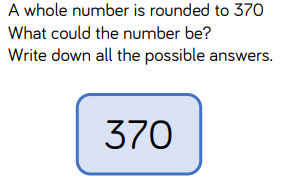 A whole number is rounded to 370
What could the number be?
Write down all the possible answers.
370